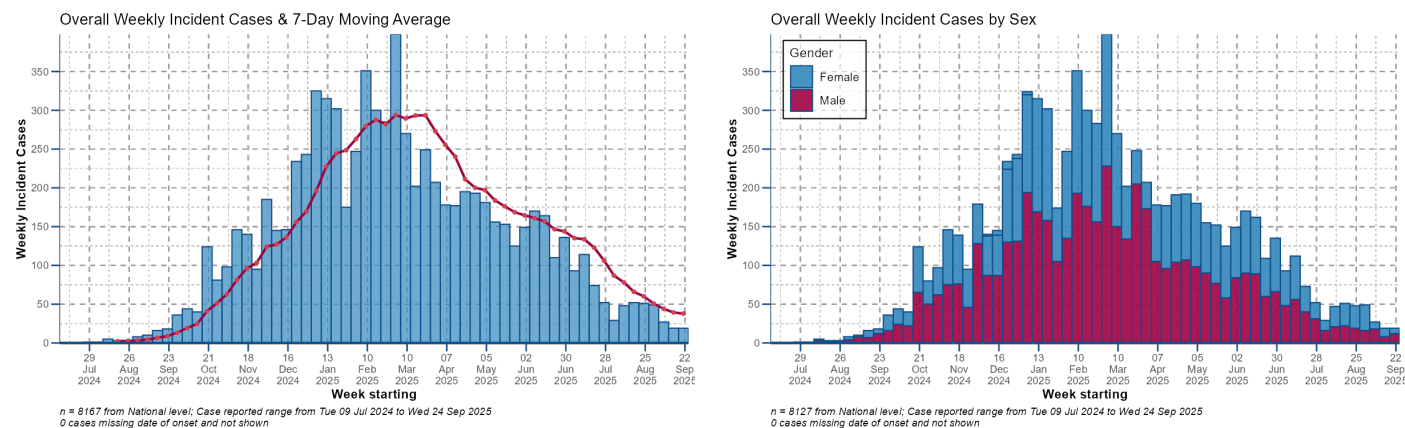 Overall Weekly Incident Cases & 7-Day Moving Average
Weekly Incident Cases
350
300
250
200
150
100
50
0
29 26 23 21 18 16 13 10 10 07 05 02 30 28 25 22
Jul Aug Sep Oct Nov Dec Jan Feb Mar Apr May Jun Jun Jul Aug Sep
2024 2024 2024 2024 2024 2024 2025 2025 2025 2025 2025 2025 2025 2025 2025 2025
Week starting
n = 8167 from National level; Case reported range from Tue 09 Jul 2024 to Wed 24 Sep 2025
0 cases missing date of onset and not shown
Overall Weekly Incident Cases by Sex
Gender
Female
Male
Weekly Incident Cases
350
300
250
200
150
100
50
0
29 26 23 21 18 16 13 10 10 07 05 02 30 28 25 22
Jul Aug Sep Oct Nov Dec Jan Feb Mar Apr May Jun Jun Jul Aug Sep
2024 2024 2024 2024 2024 2024 2025 2025 2025 2025 2025 2025 2025 2025 2025 2025
Week starting
n = 8127 from National level; Case reported range from Tue 09 Jul 2024 to Wed 24 Sep 2025
0 cases missing date of onset and not shown